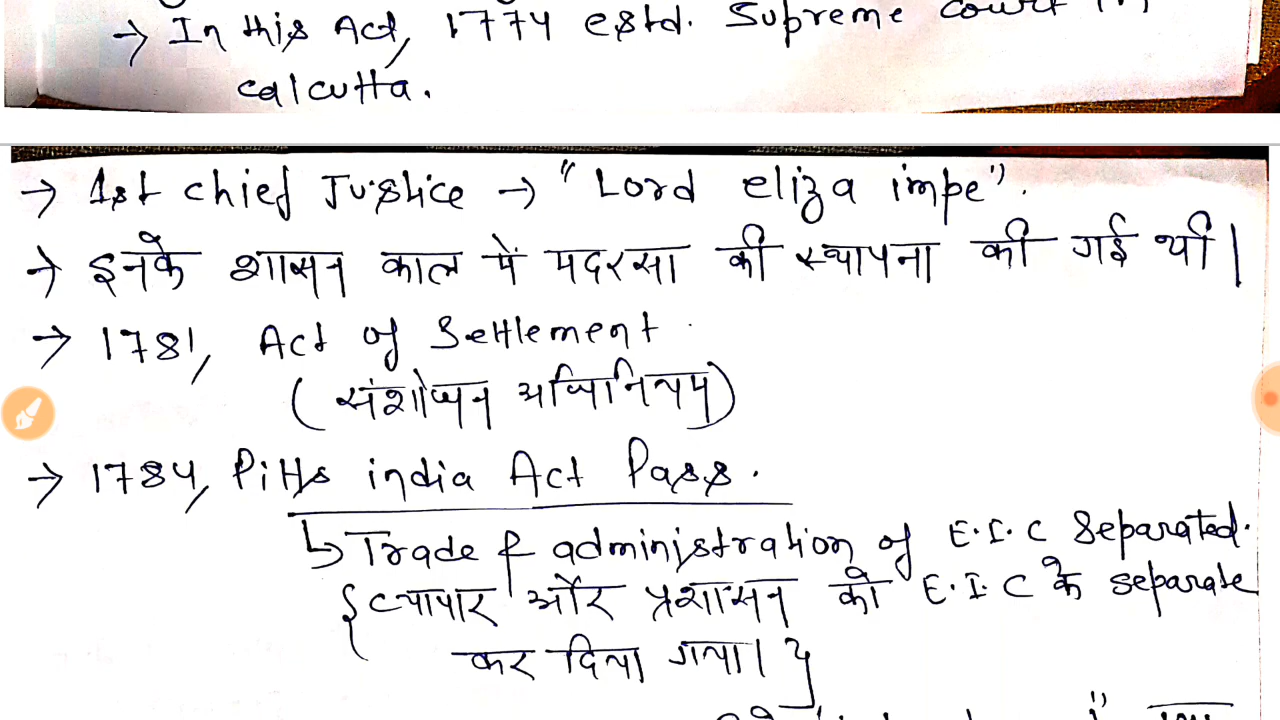 → In this Act, 1774 estd. Supreme Court in
calcutta.
→ 1st chief Justice → "Lord eliza impe".
→ इनके शासन काल में मदरसा की स्थापना की गई थी।
→ 1781, Act of Settlement
(संशोधन अधिनियम)
→ 1784, Pitts india Act Pass.
↳ Trade & administration of E.I.C Separated.
{व्यापार और प्रशासन को E.I.C के separate
कर दिया गया।}